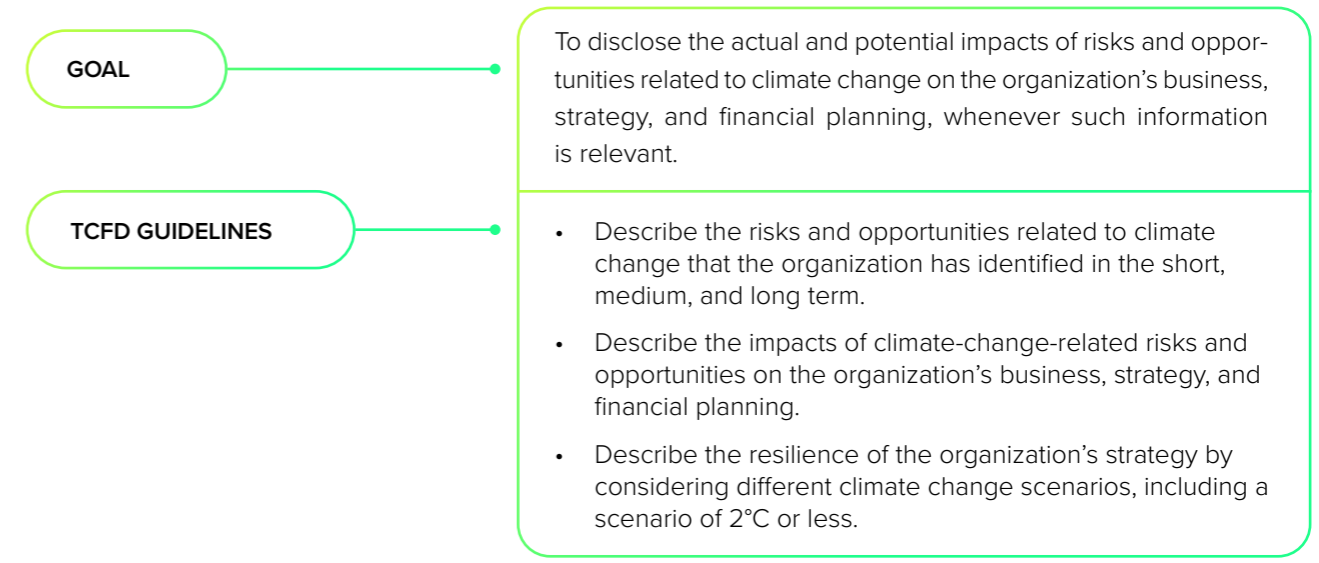 GOAL
To disclose the actual and potential impacts of risks and oppor-
tunities related to climate change on the organization’s business,
strategy, and financial planning, whenever such information
is relevant.
TCFD GUIDELINES
• Describe the risks and opportunities related to climate
change that the organization has identified in the short,
medium, and long term.
• Describe the impacts of climate-change-related risks and
opportunities on the organization’s business, strategy, and
financial planning.
• Describe the resilience of the organization’s strategy by
considering different climate change scenarios, including a
scenario of 2°C or less.